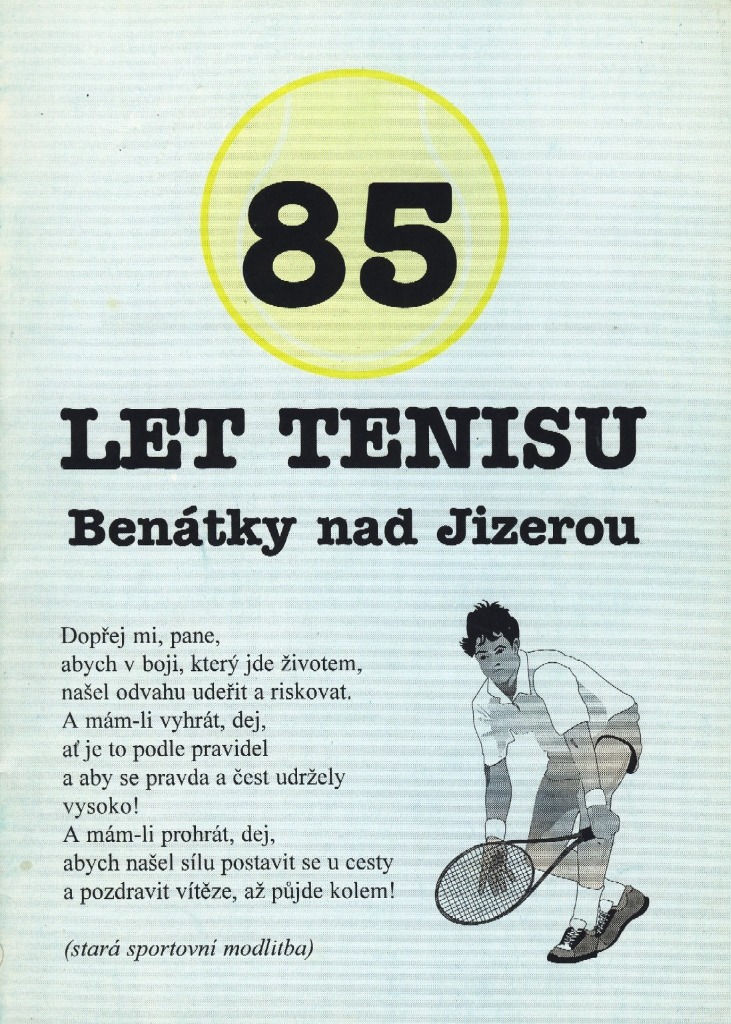 85
LET TENISU
Benátky nad Jizerou
Dopřej mi, pane,
abych v boji, který jde životem,
našel odvahu udeřit a riskovat.
A mám-li vyhrát, dej,
ať je to podle pravidel
a aby se pravda a čest udržely
vysoko!
A mám-li prohrát, dej,
abych našel sílu postavit se u cesty
a pozdravit vítěze, až půjde kolem!
(stará sportovní modlitba)